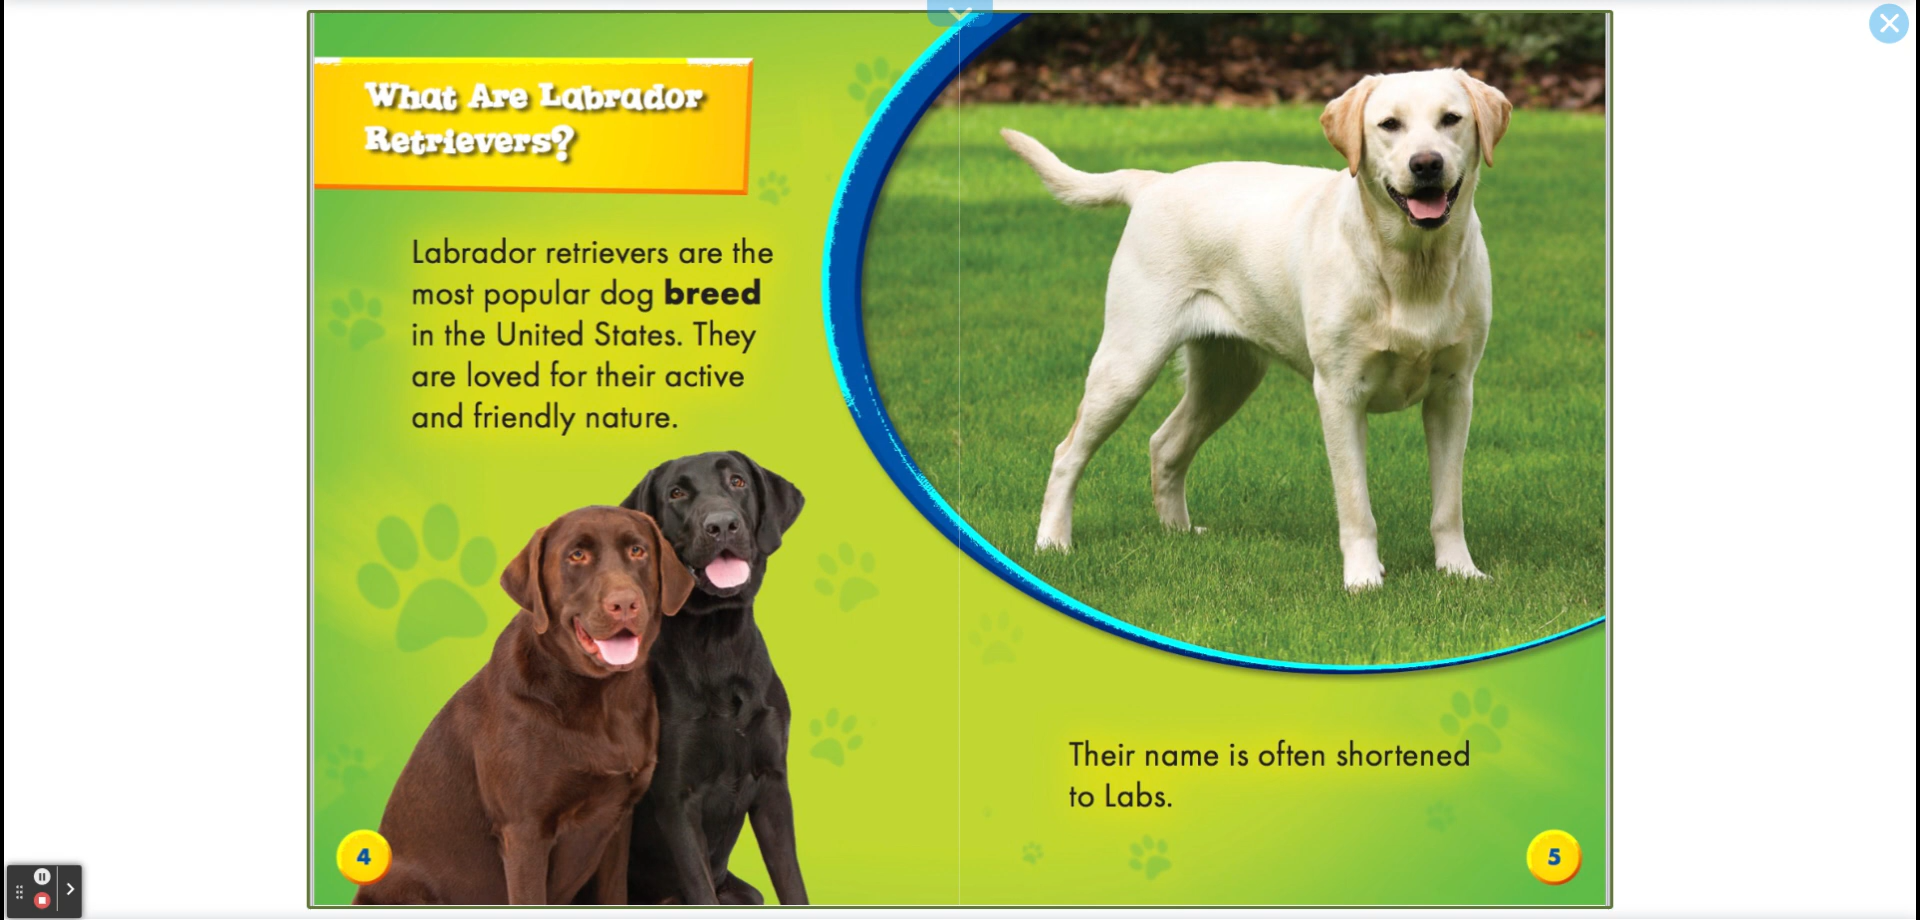 What Are Labrador
Retrievers?
Labrador retrievers are the
most popular dog breed
in the United States. They
are loved for their active
and friendly nature.
4
Their name is often shortened
to Labs.
5